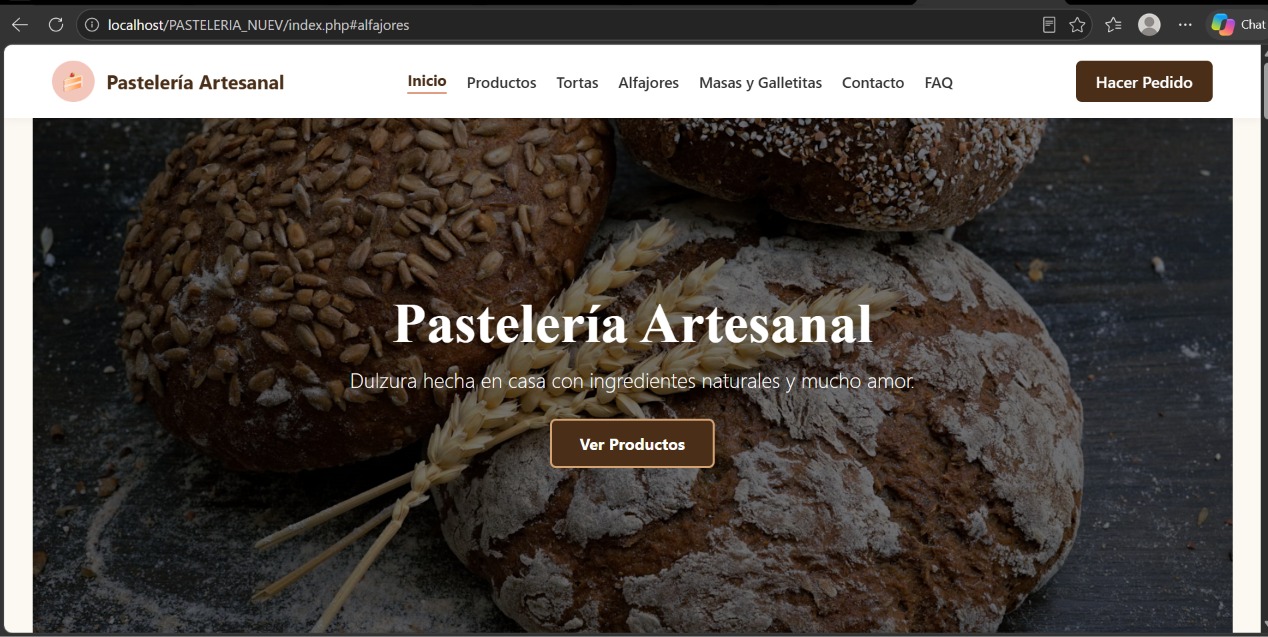 localhost/PASTELERIA_NUEV/index.php#alfajores
Chat
Pastelería Artesanal
Inicio Productos Tortas Alfajores Masas y Galletitas Contacto FAQ
Hacer Pedido
Pastelería Artesanal
Dulzura hecha en casa con ingredientes naturales y mucho amor.
Ver Productos